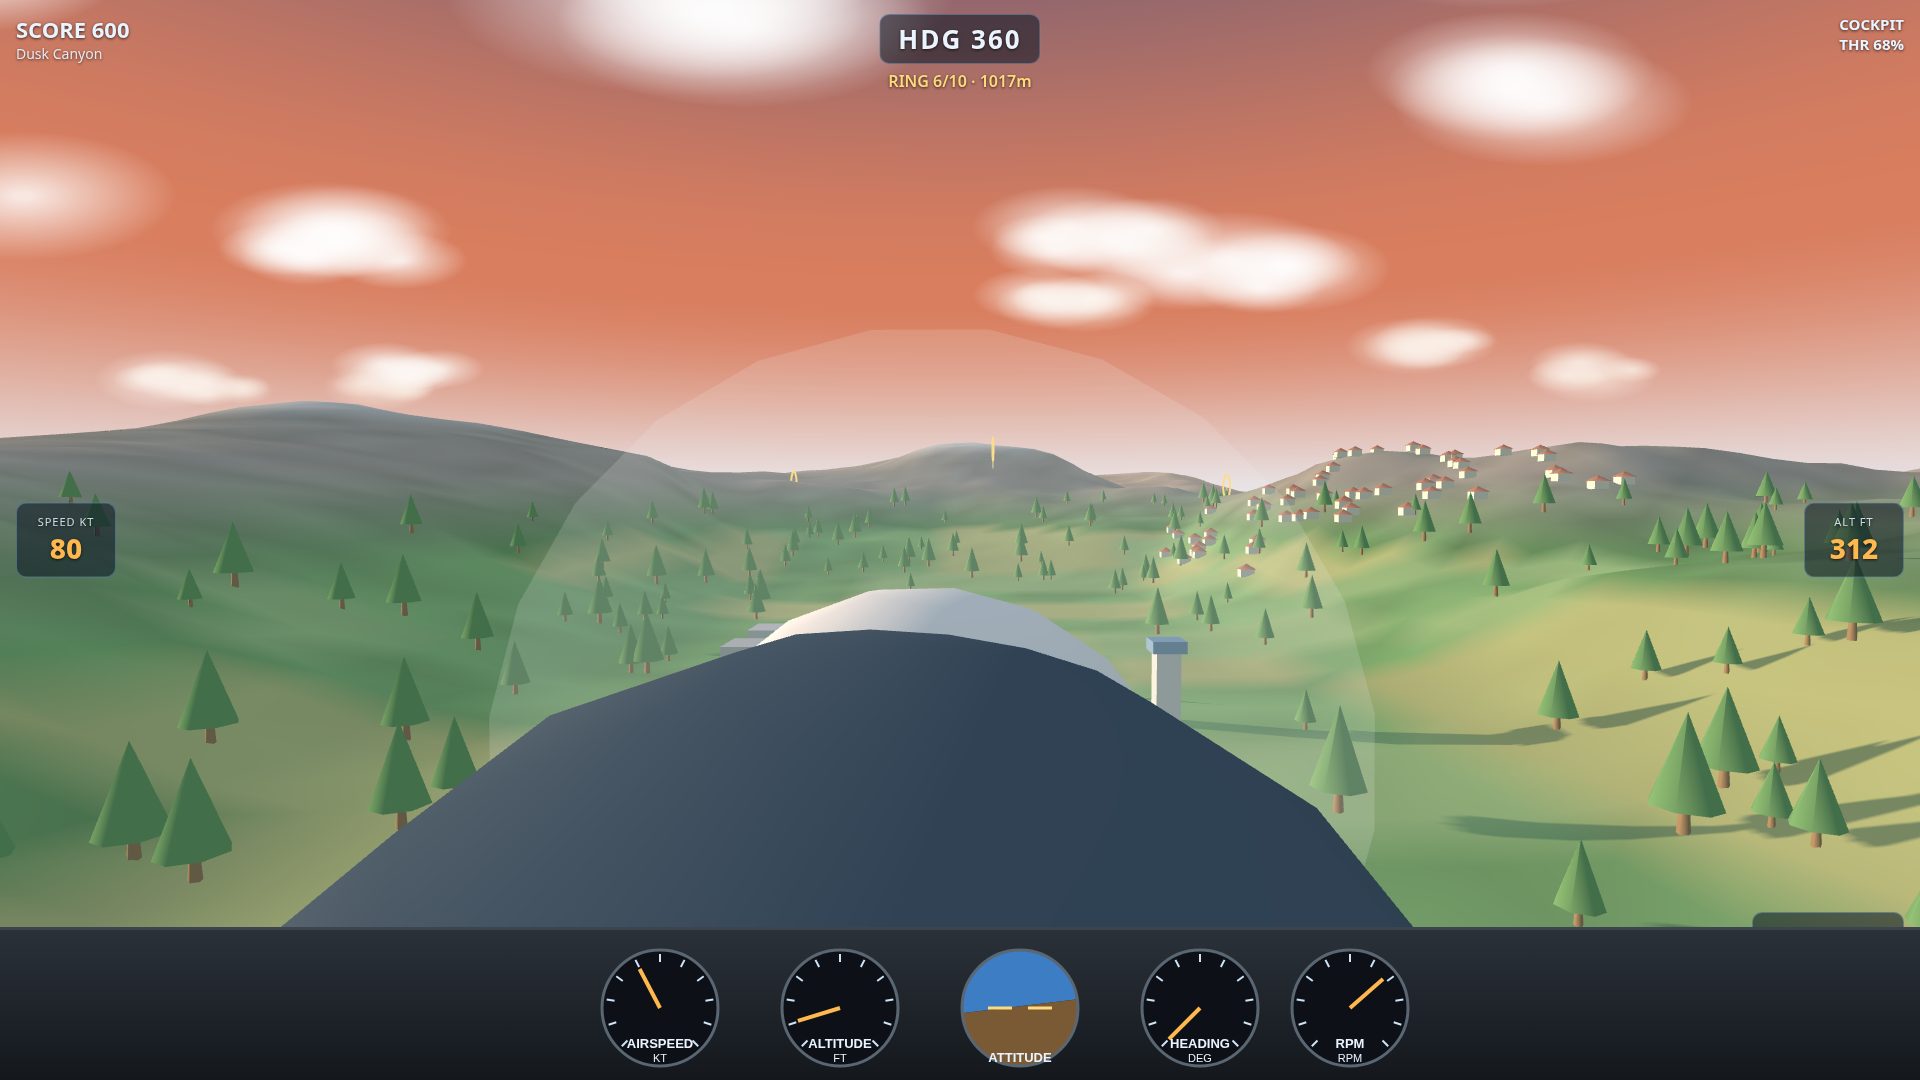 SCORE 600
Dusk Canyon
HDG 360
RING 6/10 · 1017m
COCKPIT
THR 68%
SPEED KT
80
ALT FT
312
AIRSPEED
KT
ALTITUDE
FT
ATTITUDE
HEADING
DEG
RPM
RPM